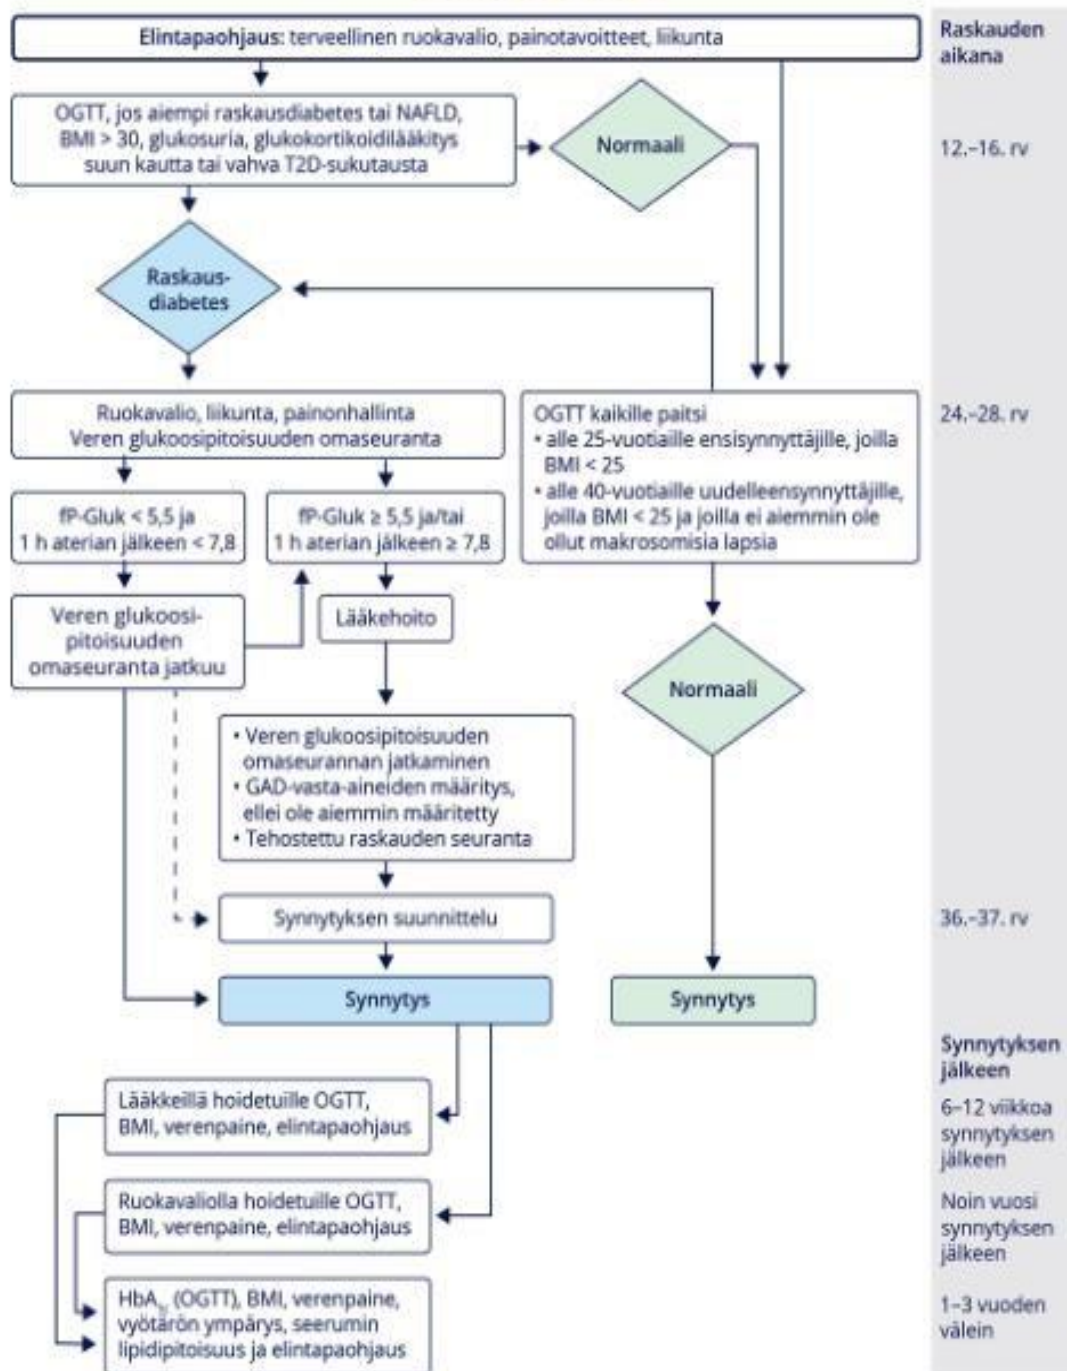 Elintapaohjaus: terveellinen ruokavalio, painotavoitteet, liikunta
Raskauden
aikana
OGTT, jos aiempi raskausdiabetes tai NAFLD,
BMI > 30, glukosuria, glukokortikoidilääkitys
suun kautta tai vahva T2D-sukutausta
Normaali
12.–16. rv
Raskaus-
diabetes
Ruokavalio, liikunta, painonhallinta
Veren glukoosipitoisuuden omaseuranta
OGTT kaikille paitsi
• alle 25-vuotiaille ensisynnyttäjille, joilla
BMI < 25
• alle 40-vuotiaille uudelleensynnyttäjille,
joilla BMI < 25 ja joilla ei aiemmin ole
ollut makrosomisia lapsia
24.–28. rv
fP-Gluk < 5,5 ja
1 h aterian jälkeen < 7,8
fP-Gluk ≥ 5,5 ja/tai
1 h aterian jälkeen ≥ 7,8
Veren glukoosi-
pitoisuuden
omaseuranta jatkuu
Lääkehoito
Normaali
• Veren glukoosipitoisuuden
omaseurannan jatkaminen
• GAD-vasta-aineiden määritys,
ellei ole aiemmin määritetty
• Tehostettu raskauden seuranta
Synnytyksen suunnittelu
36.–37. rv
Synnytys
Synnytys
Synnytyksen
jälkeen
Lääkkeillä hoidetuille OGTT,
BMI, verenpaine, elintapaohjaus
6–12 viikkoa
synnytyksen
jälkeen
Ruokavaliolla hoidetuille OGTT,
BMI, verenpaine, elintapaohjaus
Noin vuosi
synnytyksen
jälkeen
HbA (OGTT), BMI, verenpaine,
vyötärön ympärys, seerumin
lipidipitoisuus ja elintapaohjaus
1–3 vuoden
välein